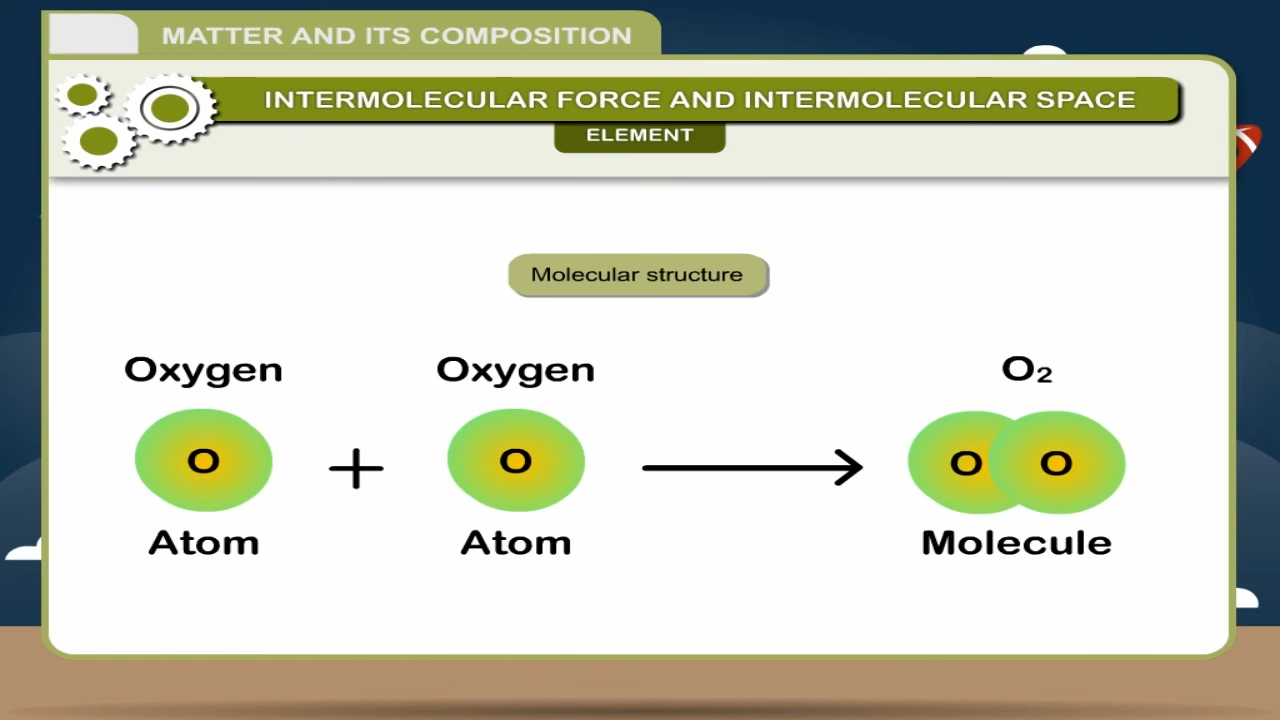 MATTER AND ITS COMPOSITION
INTERMOLECULAR FORCE AND INTERMOLECULAR SPACE
ELEMENT
Molecular structure
Oxygen Oxygen O₂
O + O O O
Atom Atom Molecule